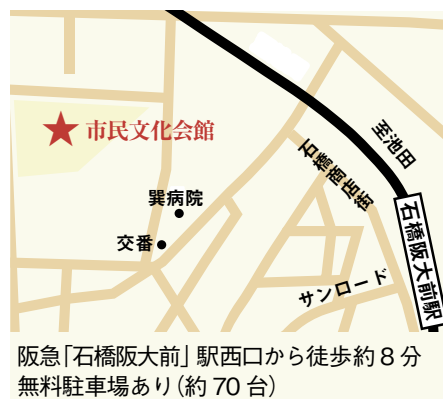 市民文化会館
巽病院
交番
至池田
石橋商店街
石橋阪大前駅
サンロード
阪急「石橋阪大前」駅西口から徒歩約8分
無料駐車場あり(約70台)